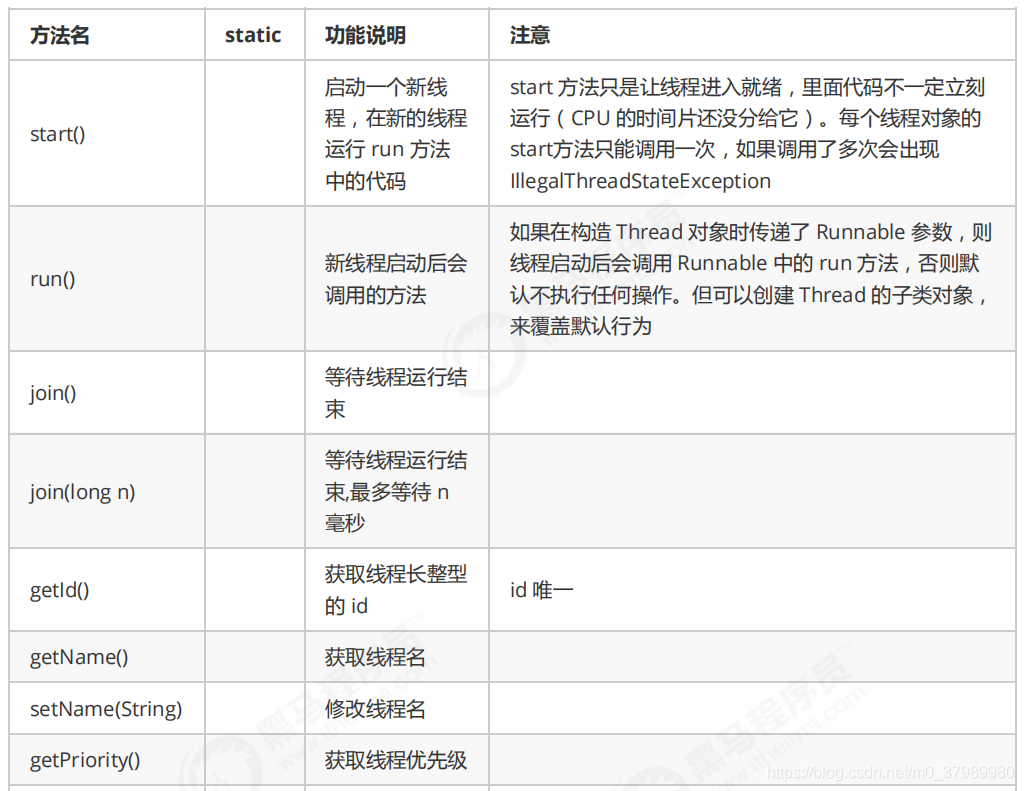 方法名 static 功能说明 注意
start()
启动一个新线
程，在新的线程
运行 run 方法
中的代码
start 方法只是让线程进入就绪，里面代码不一定立刻
运行（ CPU 的时间片还没分给它）。每个线程对象的
start方法只能调用一次，如果调用了多次会出现
IllegalThreadStateException
run()
新线程启动后会
调用的方法
如果在构造 Thread 对象时传递了 Runnable 参数，则
线程启动后会调用 Runnable 中的 run 方法，否则默
认不执行任何操作。但可以创建 Thread 的子类对象，
来覆盖默认行为
join()
等待线程运行结
束
join(long n)
等待线程运行结
束,最多等待 n
毫秒
getId()
获取线程长整型
的 id
id 唯一
getName() 获取线程名
setName(String) 修改线程名
getPriority() 获取线程优先级
黑马程序员™
www.itheima.com
黑马程序员™
www.itheima.com
https://blog.csdn.net/m0_37989980